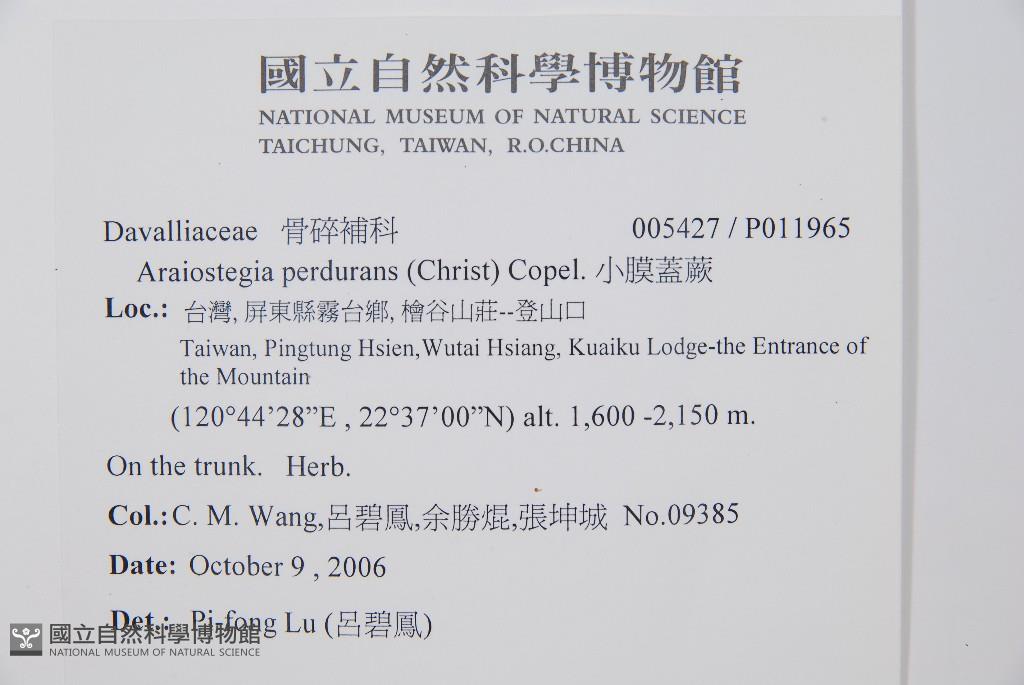 國立自然科學博物館
NATIONAL MUSEUM OF NATURAL SCIENCE
TAICHUNG, TAIWAN, R.O.CHINA
Davalliaceae 骨碎補科 005427 / P011965
Araiostegia perdurans (Christ) Copel. 小膜蓋蕨
Loc.: 台灣, 屏東縣霧台鄉, 檜谷山莊--登山口
Taiwan, Pingtung Hsien,Wutai Hsiang, Kuaiku Lodge-the Entrance of
the Mountain
(120°44’28”E , 22°37’00”N) alt. 1,600 -2,150 m.
On the trunk. Herb.
Col.: C. M. Wang,呂碧鳳,余勝焜,張坤城 No.09385
Date: October 9 , 2006
Det.: Pi-fong Lu (呂碧鳳)
國立自然科學博物館
NATIONAL MUSEUM OF NATURAL SCIENCE